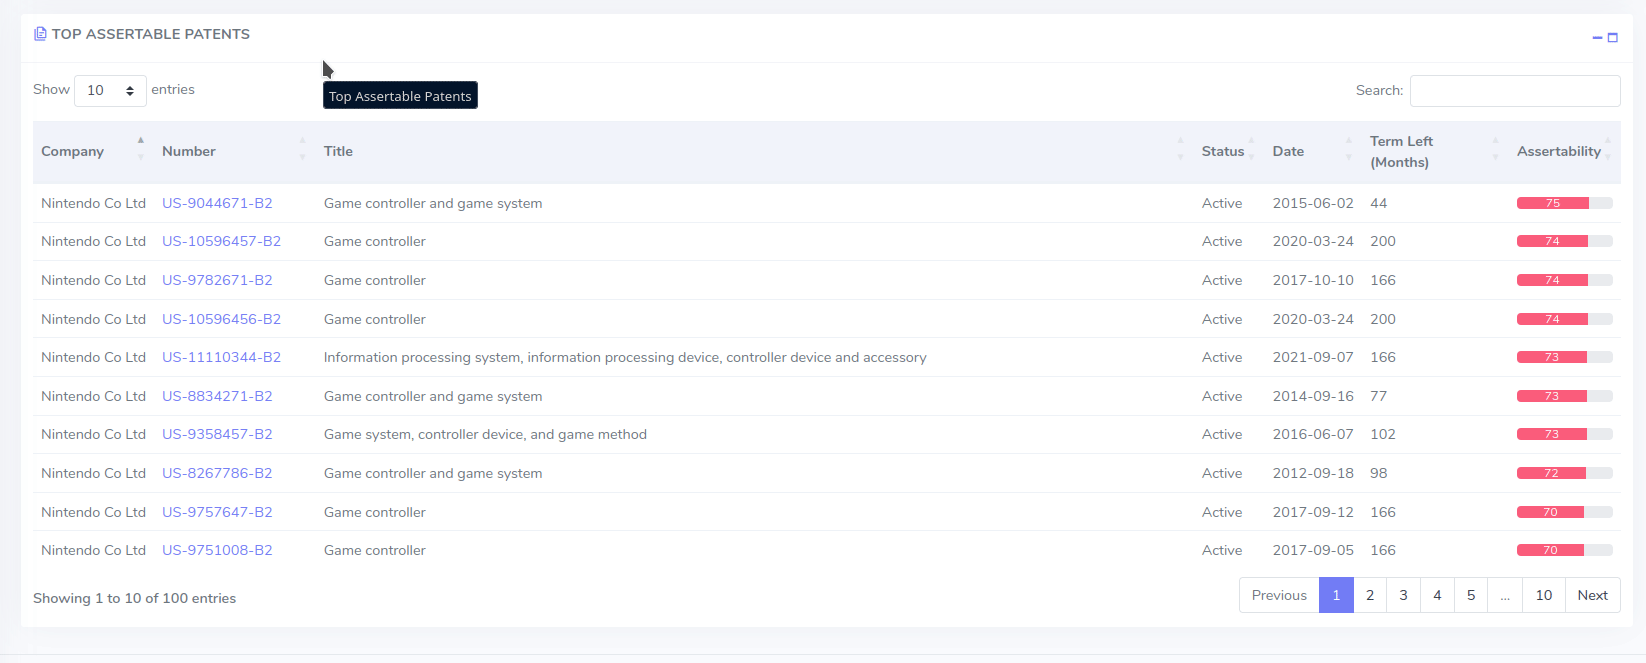 TOP ASSERTABLE PATENTS
Show 10 entries
Top Assertable Patents
Search:
Company Number Title Status Date Term Left (Months) Assertability
Nintendo Co Ltd US-9044671-B2 Game controller and game system Active 2015-06-02 44 75
Nintendo Co Ltd US-10596457-B2 Game controller Active 2020-03-24 200 74
Nintendo Co Ltd US-9782671-B2 Game controller Active 2017-10-10 166 74
Nintendo Co Ltd US-10596456-B2 Game controller Active 2020-03-24 200 74
Nintendo Co Ltd US-11110344-B2 Information processing system, information processing device, controller device and accessory Active 2021-09-07 166 73
Nintendo Co Ltd US-8834271-B2 Game controller and game system Active 2014-09-16 77 73
Nintendo Co Ltd US-9358457-B2 Game system, controller device, and game method Active 2016-06-07 102 73
Nintendo Co Ltd US-8267786-B2 Game controller and game system Active 2012-09-18 98 72
Nintendo Co Ltd US-9757647-B2 Game controller Active 2017-09-12 166 70
Nintendo Co Ltd US-9751008-B2 Game controller Active 2017-09-05 166 70
Showing 1 to 10 of 100 entries
Previous 1 2 3 4 5 ... 10 Next